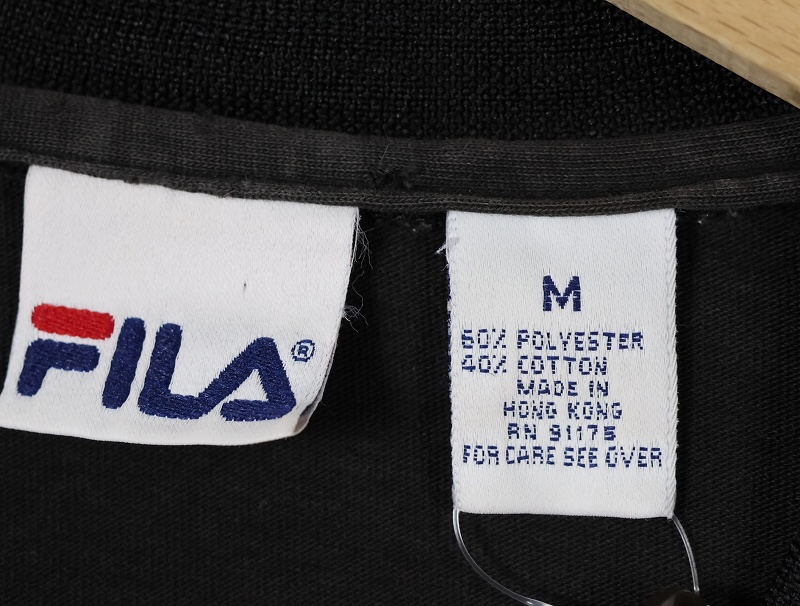 FILA®
M
60% POLYESTER
40% COTTON
MADE IN
HONG KONG
RN 91175
FOR CARE SEE OVER